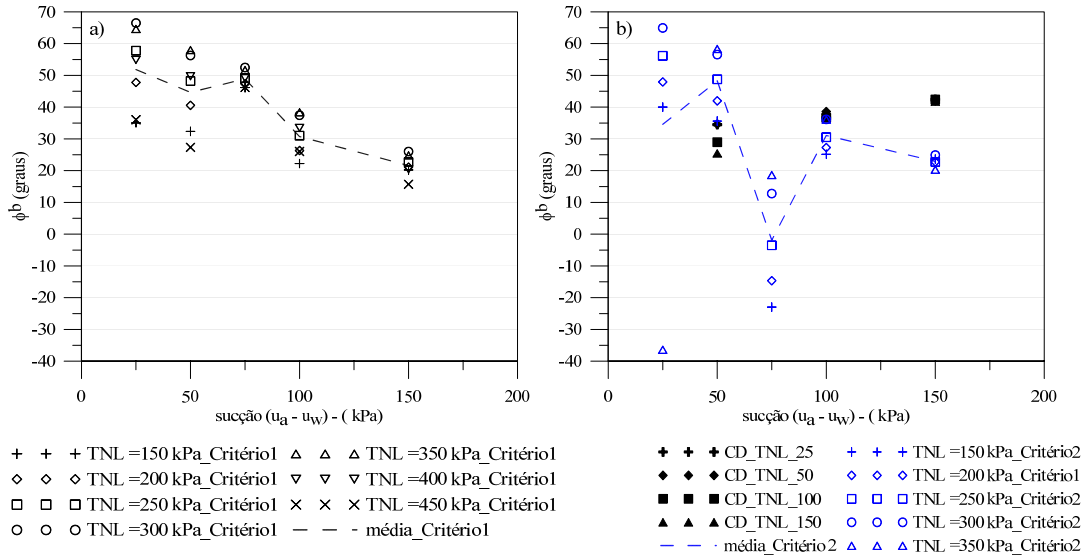 a)
70
60
50
40
30
20
10
0
-10
-20
-30
-40
ϕb (graus)
0
50
100
150
200
sucção (ua - uw) - ( kPa)
TNL =150 kPa_Critério1
TNL =200 kPa_Critério1
TNL =250 kPa_Critério1
TNL =300 kPa_Critério1
TNL =350 kPa_Critério1
TNL =400 kPa_Critério1
TNL =450 kPa_Critério1
média_Critério1
b)
70
60
50
40
30
20
10
0
-10
-20
-30
-40
ϕb (graus)
0
50
100
150
200
sucção (ua - uw) - ( kPa)
CD_TNL_25
CD_TNL_50
CD_TNL_100
CD_TNL_150
média_Critério2
TNL =150 kPa_Critério2
TNL =200 kPa_Critério1
TNL =250 kPa_Critério2
TNL =300 kPa_Critério2
TNL =350 kPa_Critério2